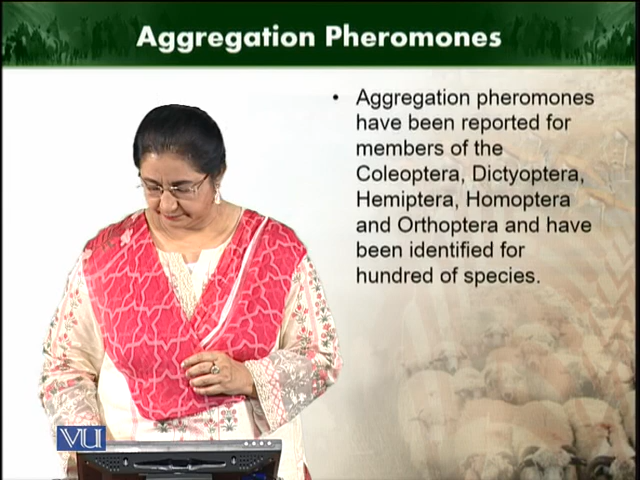 Aggregation Pheromones
• Aggregation pheromones
have been reported for
members of the
Coleoptera, Dictyoptera,
Hemiptera, Homoptera
and Orthoptera and have
been identified for
hundred of species.
VU